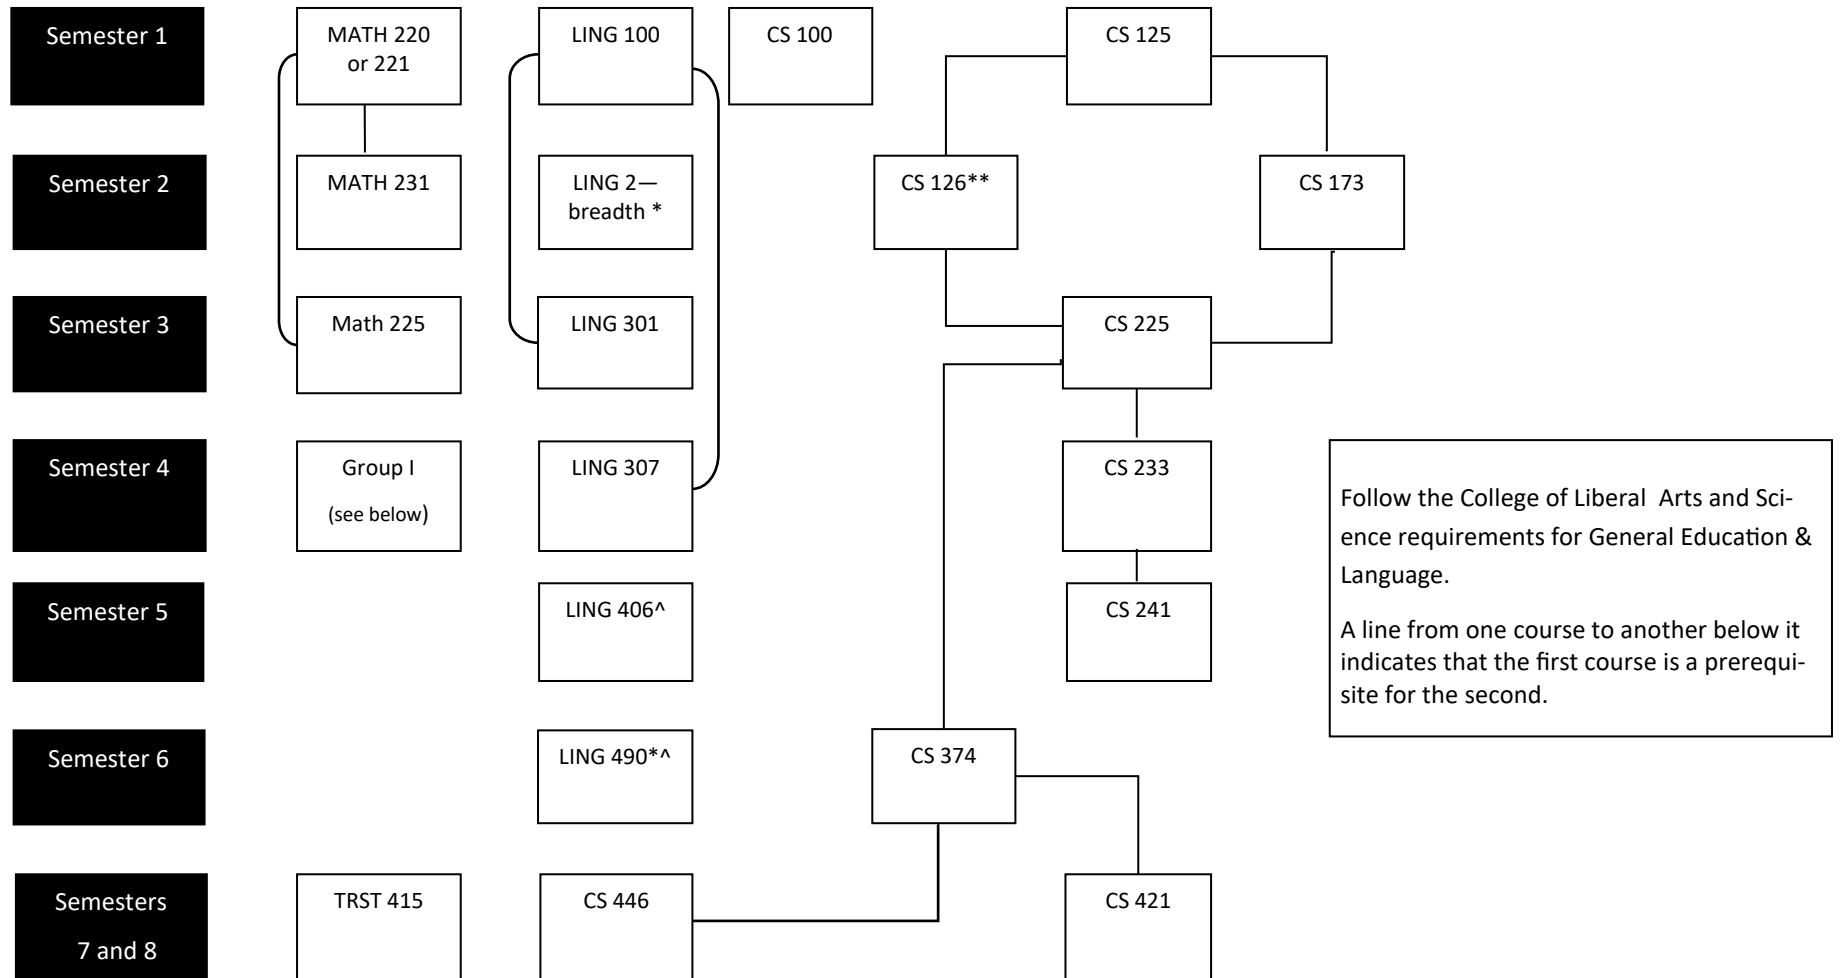 Semester 1
MATH 220
or 221
LING 100
CS 100
CS 125
Semester 2
MATH 231
LING 2—
breadth *
CS 126**
CS 173
Semester 3
Math 225
LING 301
CS 225
Semester 4
Group I
(see below)
LING 307
CS 233
Follow the College of Liberal Arts and Sci-
ence requirements for General Education &
Language.
A line from one course to another below it
indicates that the first course is a prerequi-
site for the second.
Semester 5
LING 406^
CS 241
Semester 6
LING 490*^
CS 374
Semesters
7 and 8
TRST 415
CS 446
CS 421